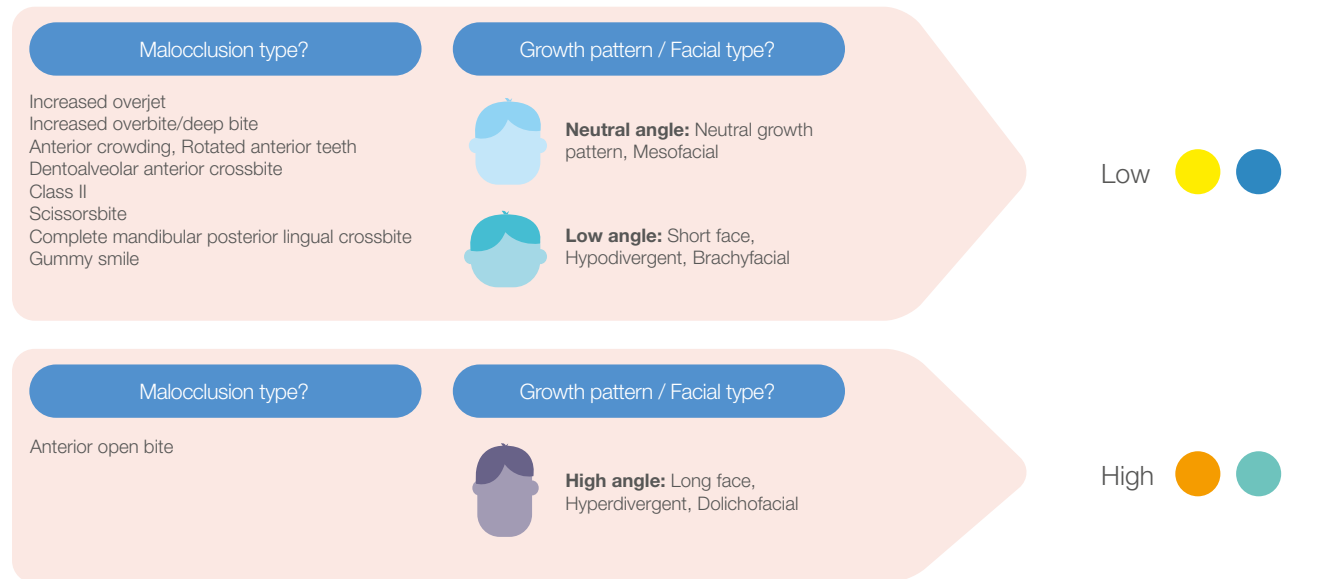 Malocclusion type?
Growth pattern / Facial type?
Increased overjet
Increased overbite/deep bite
Anterior crowding, Rotated anterior teeth
Dentoalveolar anterior crossbite
Class II
Scissorsbite
Complete mandibular posterior lingual crossbite
Gummy smile
Neutral angle: Neutral growth
pattern, Mesofacial
Low angle: Short face,
Hypodivergent, Brachyfacial
Low
Malocclusion type?
Growth pattern / Facial type?
Anterior open bite
High angle: Long face,
Hyperdivergent, Dolichofacial
High